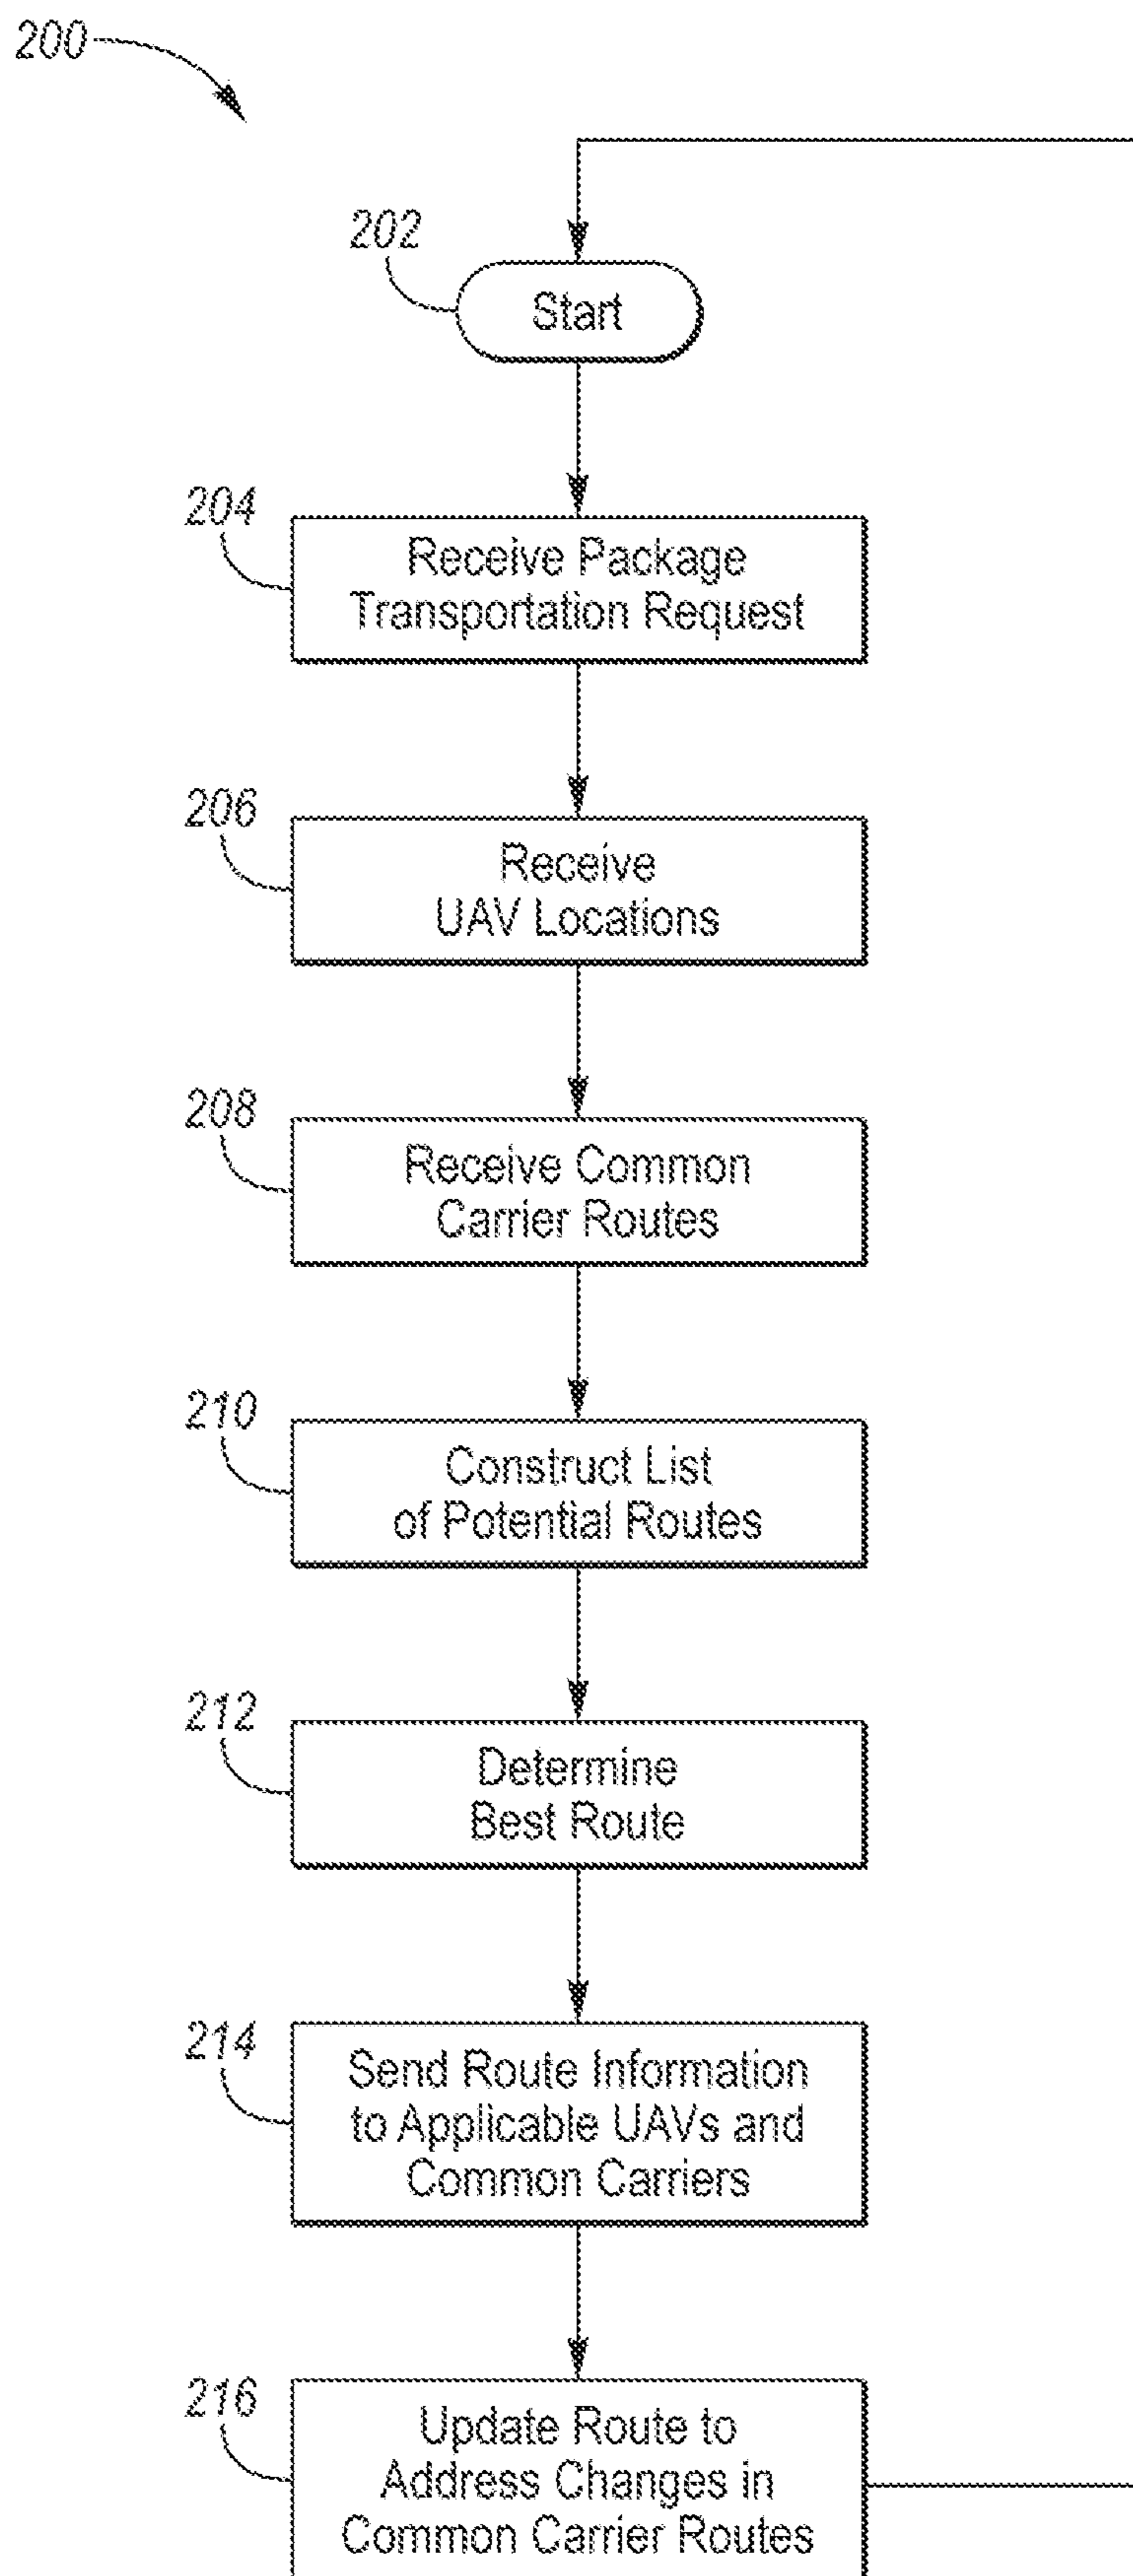 200
202
Start
204
Receive Package
Transportation Request
206
Receive
UAV Locations
208
Receive Common
Carrier Routes
210
Construct List
of Potential Routes
212
Determine
Best Route
214
Send Route Information
to Applicable UAVs and
Common Carriers
216
Update Route to
Address Changes in
Common Carrier Routes